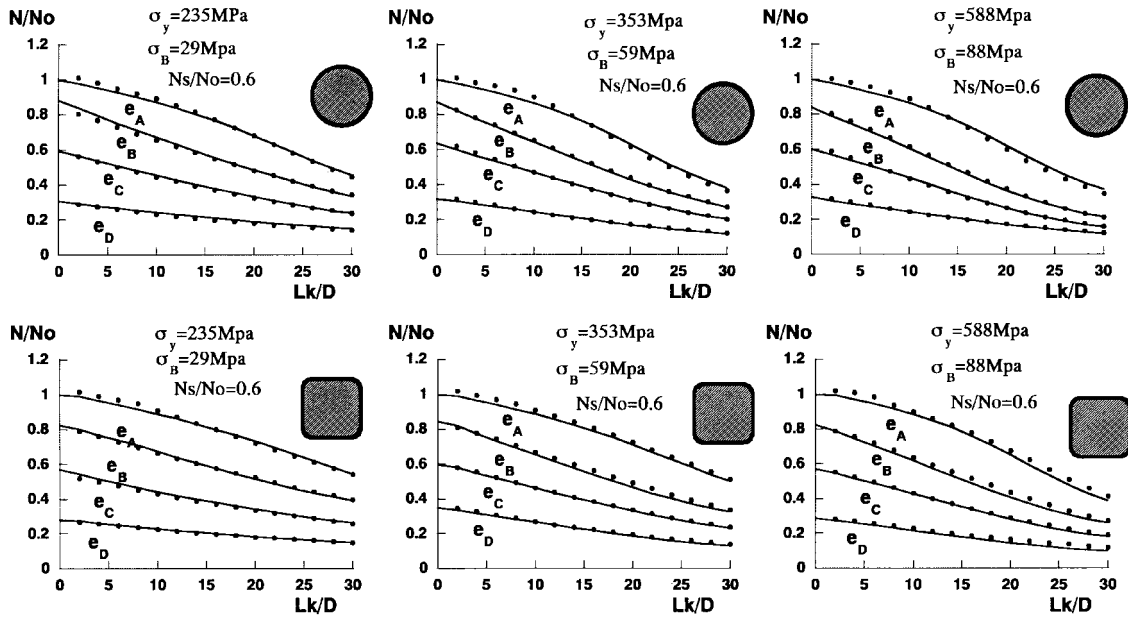 N/No
σy=235MPa
σB=29Mpa
Ns/No=0.6
1.2
1
0.8
0.6
0.4
0.2
0
eA
eB
eC
eD
0 5 10 15 20 25 30
Lk/D
N/No
σy=353Mpa
σB=59Mpa
Ns/No=0.6
1.2
1
0.8
0.6
0.4
0.2
0
eA
eB
eC
eD
0 5 10 15 20 25 30
Lk/D
N/No
σy=588Mpa
σB=88Mpa
Ns/No=0.6
1.2
1
0.8
0.6
0.4
0.2
0
eA
eB
eC
eD
0 5 10 15 20 25 30
Lk/D
N/No
σy=235Mpa
σB=29Mpa
Ns/No=0.6
1.2
1
0.8
0.6
0.4
0.2
0
eA
eB
eC
eD
0 5 10 15 20 25 30
Lk/D
N/No
σy=353Mpa
σB=59Mpa
Ns/No=0.6
1.2
1
0.8
0.6
0.4
0.2
0
eA
eB
eC
eD
0 5 10 15 20 25 30
Lk/D
N/No
σy=588Mpa
σB=88Mpa
Ns/No=0.6
1.2
1
0.8
0.6
0.4
0.2
0
eA
eB
eC
eD
0 5 10 15 20 25 30
Lk/D